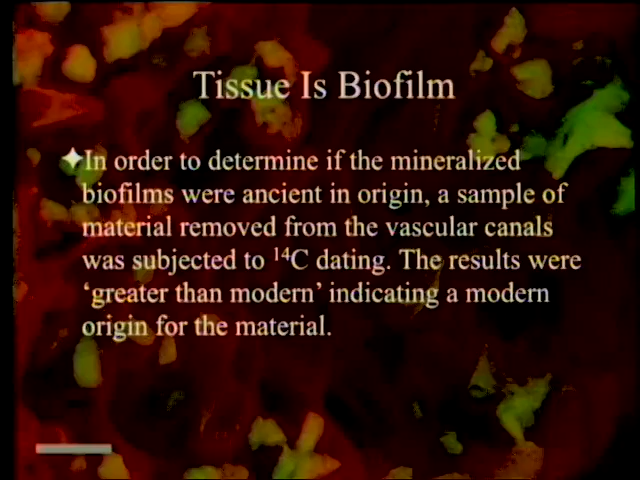 Tissue Is Biofilm
✦In order to determine if the mineralized
biofilms were ancient in origin, a sample of
material removed from the vascular canals
was subjected to ¹⁴C dating. The results were
‘greater than modern’ indicating a modern
origin for the material.